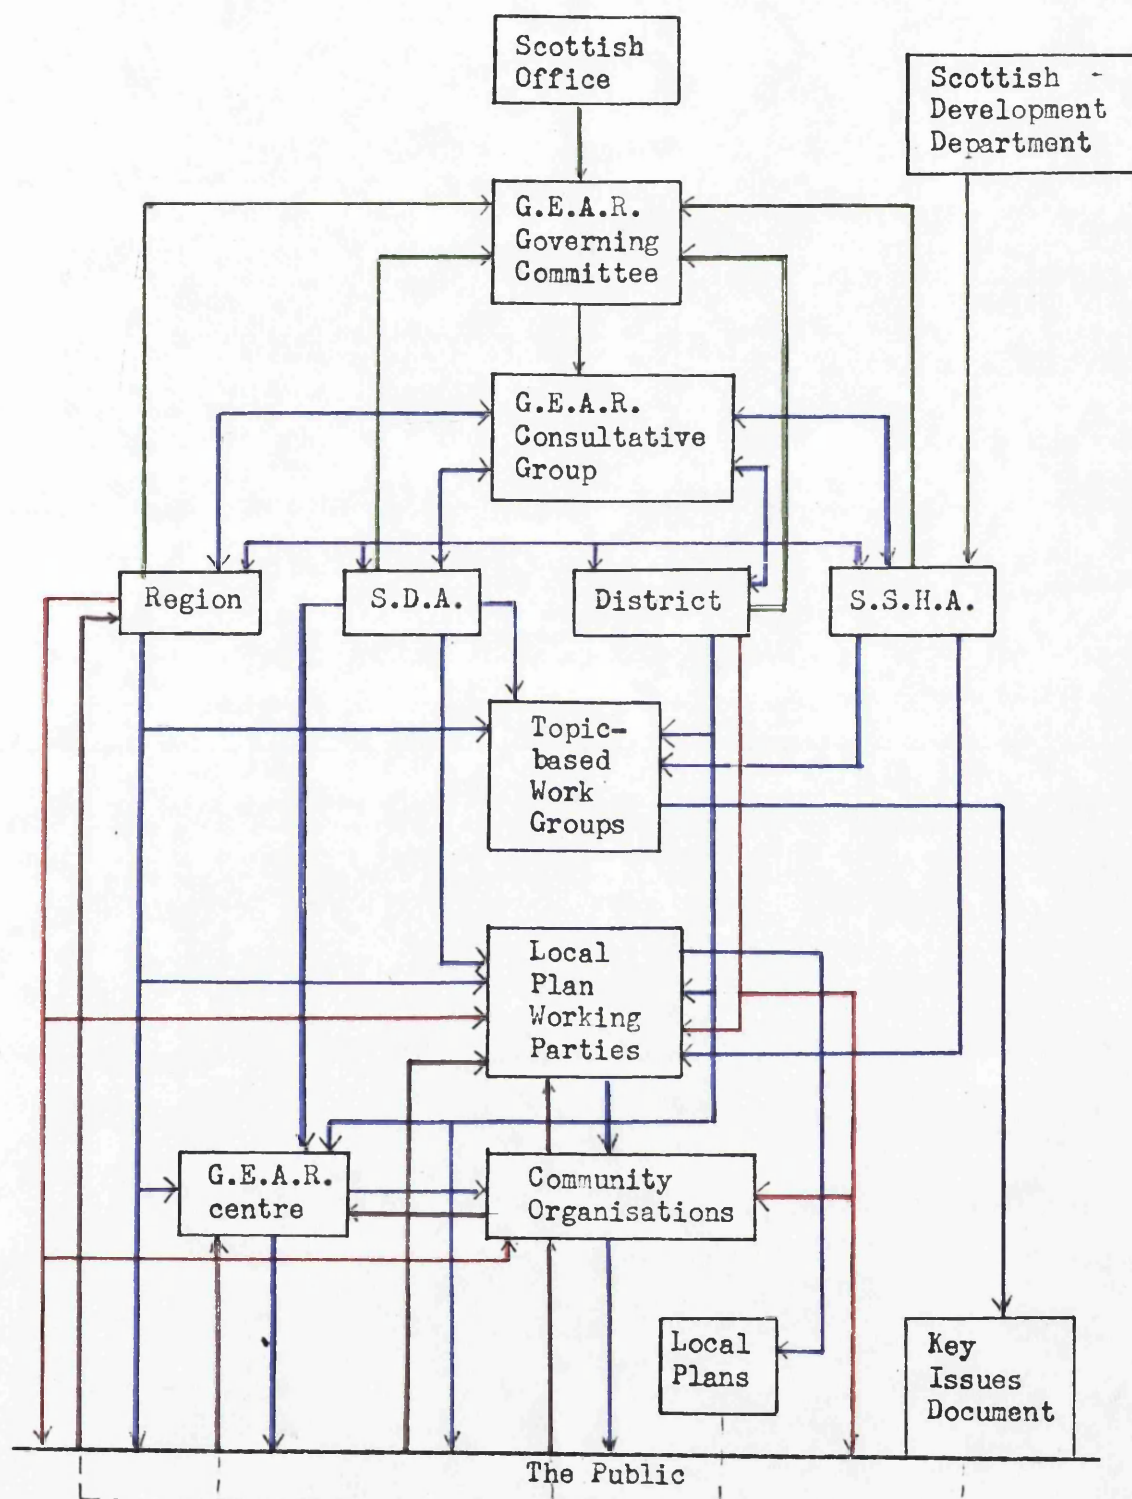 Scottish
Office
Scottish
Development
Department
G.E.A.R.
Governing
Committee
G.E.A.R.
Consultative
Group
Region
S.D.A.
District
S.S.H.A.
Topic-
based
Work
Groups
Local
Plan
Working
Parties
G.E.A.R.
centre
Community
Organisations
Local
Plans
Key
Issues
Document
The Public